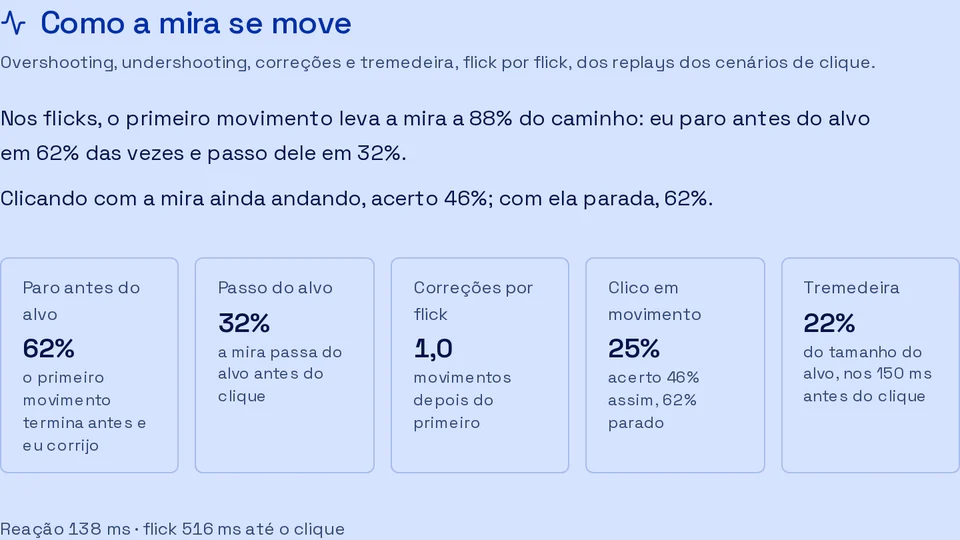 Como a mira se move
Overshooting, undershooting, correções e tremedeira, flick por flick, dos replays dos cenários de clique.
Nos flicks, o primeiro movimento leva a mira a 88% do caminho: eu paro antes do alvo
em 62% das vezes e passo dele em 32%.
Clicando com a mira ainda andando, acerto 46%; com ela parada, 62%.
Paro antes do
alvo
62%
o primeiro
movimento
termina antes e
eu corrijo
Passo do alvo
32%
a mira passa do
alvo antes do
clique
Correções por
flick
1,0
movimentos
depois do
primeiro
Clico em
movimento
25%
acerto 46%
assim, 62%
parado
Tremedeira
22%
do tamanho do
alvo, nos 150 ms
antes do clique
Reação 138 ms · flick 516 ms até o clique